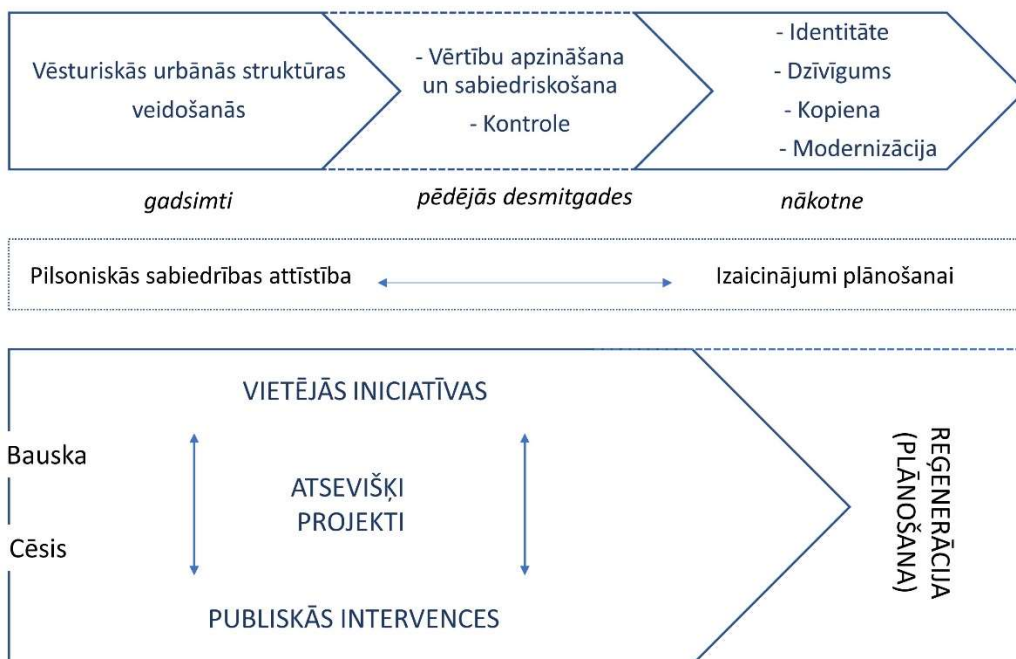 Vēsturiskās urbānās struktūras
veidošanās
- Vērtību apzināšana
un sabiedriskošana
- Kontrole
- Identitāte
- Dzīvīgums
- Kopiena
- Modernizācija
gadsimti
pēdējās desmitgades
nākotne
Pilsoniskās sabiedrības attīstība
Izaicinājumi plānošanai
VIETĒJĀS INICIATĪVAS
Bauska
ATSEVIŠĶI
PROJEKTI
Cēsis
PUBLISKĀS INTERVENCES
REĢENERĀCIJA
(PLĀNOŠANA)